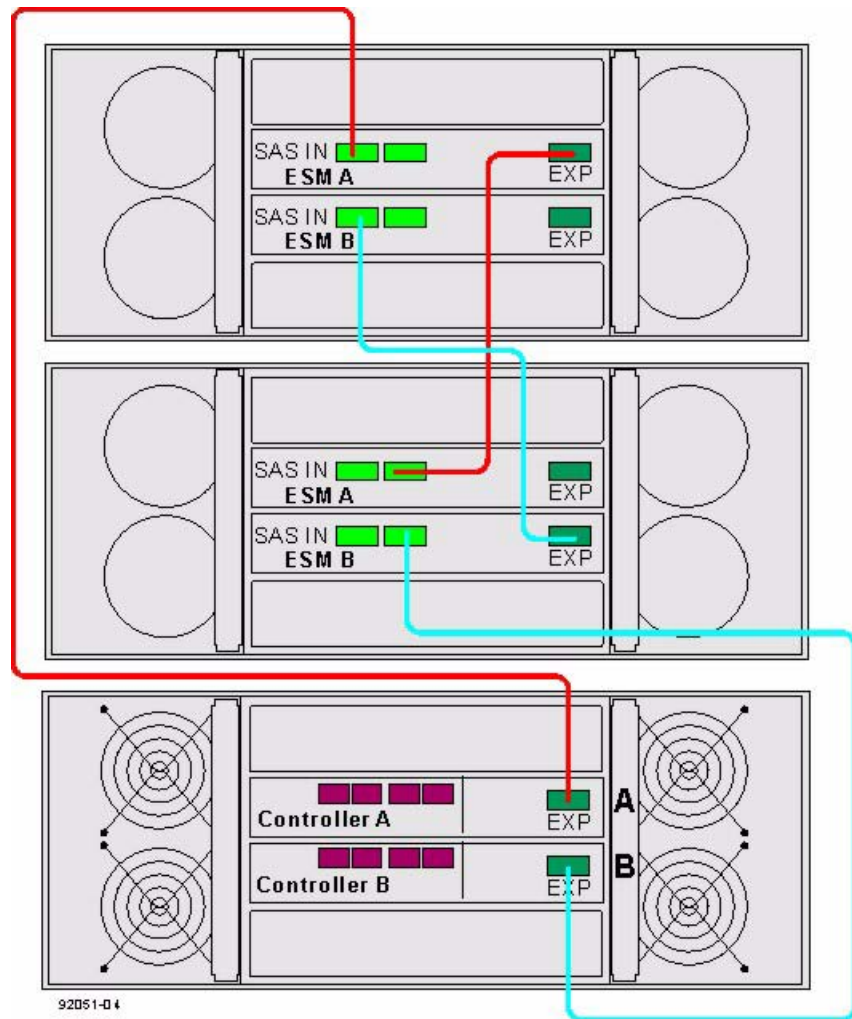 SAS IN
ESM A
EXP
SAS IN
ESM B
EXP
SAS IN
ESM A
EXP
SAS IN
ESM B
EXP
Controller A
EXP
A
Controller B
EXP
B
92051-04